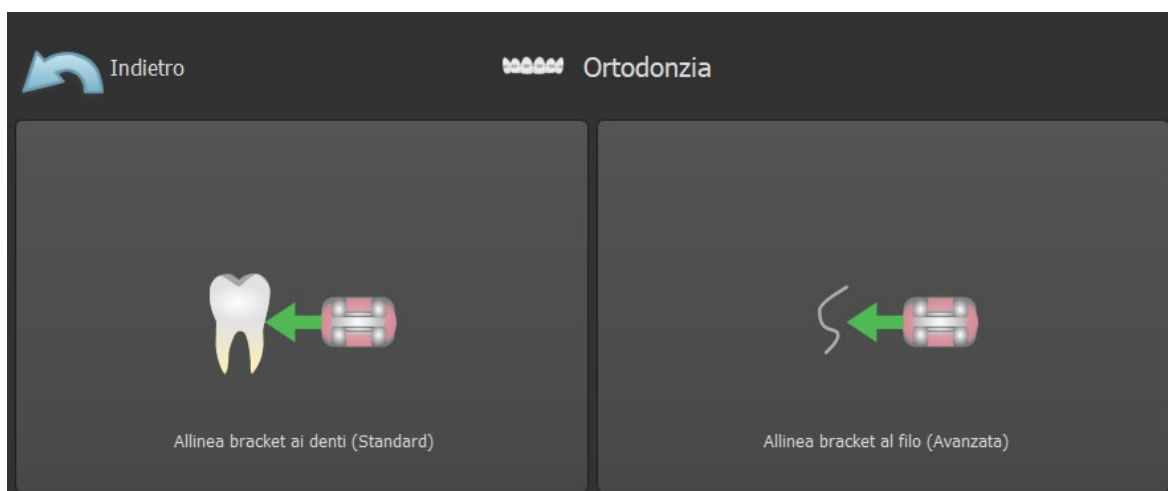 Indietro
Ortodonzia
Allinea bracket ai denti (Standard)
Allinea bracket al filo (Avanzata)